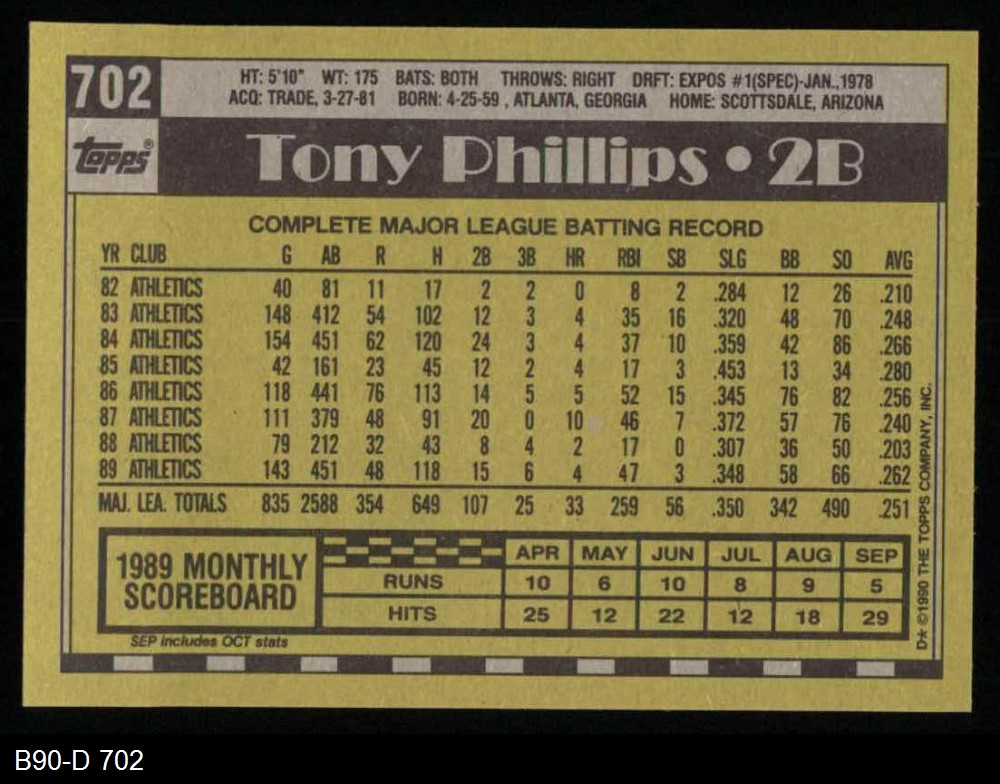 702
HT: 5'10" WT: 175 BATS: BOTH THROWS: RIGHT DRFT: EXPOS #1(SPEC)-JAN.,1978
ACQ: TRADE, 3-27-81 BORN: 4-25-59 , ATLANTA, GEORGIA HOME: SCOTTSDALE, ARIZONA
topps®
Tony Phillips • 2B
COMPLETE MAJOR LEAGUE BATTING RECORD
YR CLUB G AB R H 2B 3B HR RBI SB SLG BB SO AVG
82 ATHLETICS 40 81 11 17 2 2 0 8 2 .284 12 26 .210
83 ATHLETICS 148 412 54 102 12 3 4 35 16 .320 48 70 .248
84 ATHLETICS 154 451 62 120 24 3 4 37 10 .359 42 86 .266
85 ATHLETICS 42 161 23 45 12 2 4 17 3 .453 13 34 .280
86 ATHLETICS 118 441 76 113 14 5 5 52 15 .345 76 82 .256
87 ATHLETICS 111 379 48 91 20 0 10 46 7 .372 57 76 .240
88 ATHLETICS 79 212 32 43 8 4 2 17 0 .307 36 50 .203
89 ATHLETICS 143 451 48 118 15 6 4 47 3 .348 58 66 .262
MAJ. LEA. TOTALS 835 2588 354 649 107 25 33 259 56 .350 342 490 .251
1989 MONTHLY
SCOREBOARD
APR MAY JUN JUL AUG SEP
RUNS 10 6 10 8 9 5
HITS 25 12 22 12 18 29
SEP includes OCT stats
D* ©1990 THE TOPPS COMPANY, INC.
B90-D 702